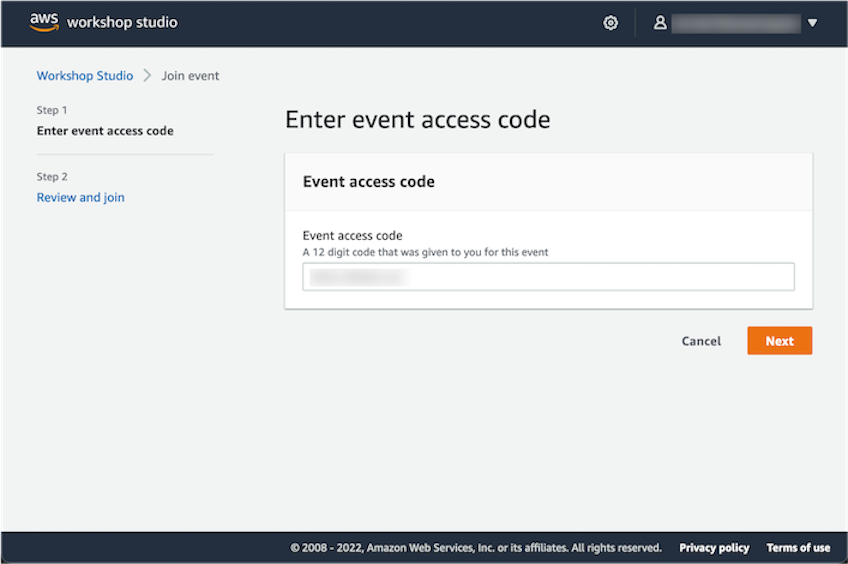 aws workshop studio
Workshop Studio > Join event
Step 1
Enter event access code
Step 2
Review and join
Enter event access code
Event access code
Event access code
A 12 digit code that was given to you for this event
Cancel Next
© 2008 - 2022, Amazon Web Services, Inc. or its affiliates. All rights reserved. Privacy policy Terms of use